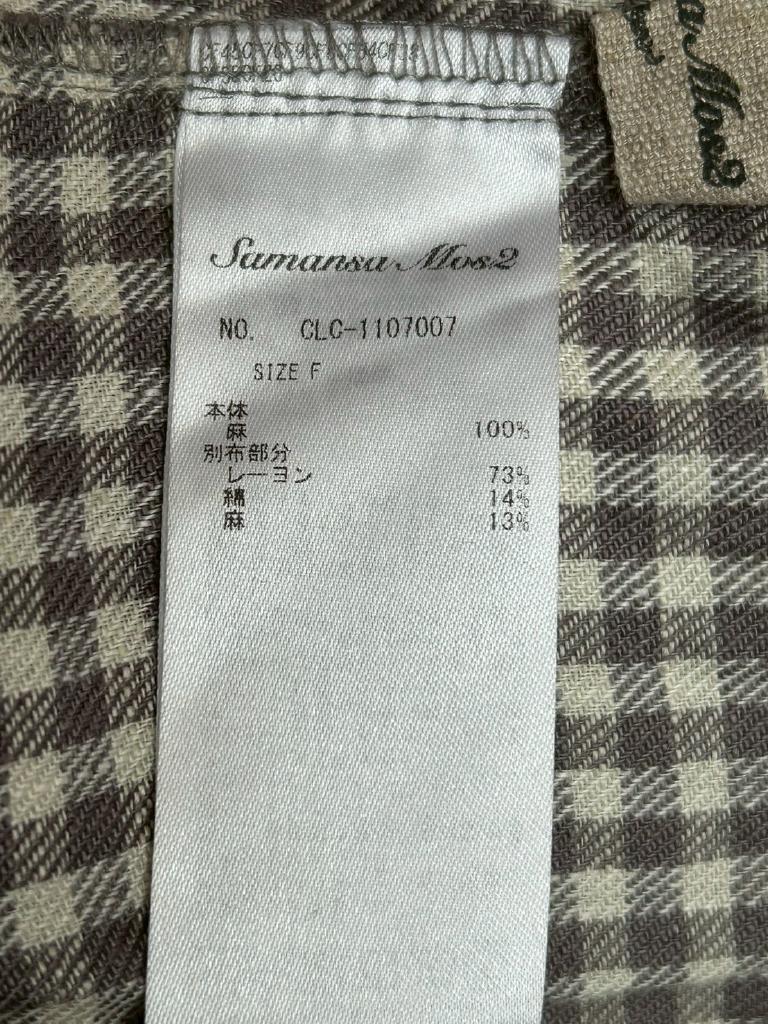 Mos2
Samansa Mos2
NO. CLC-1107007
SIZE F
本体
麻 100%
別布部分
レーヨン 73%
綿 14%
麻 13%